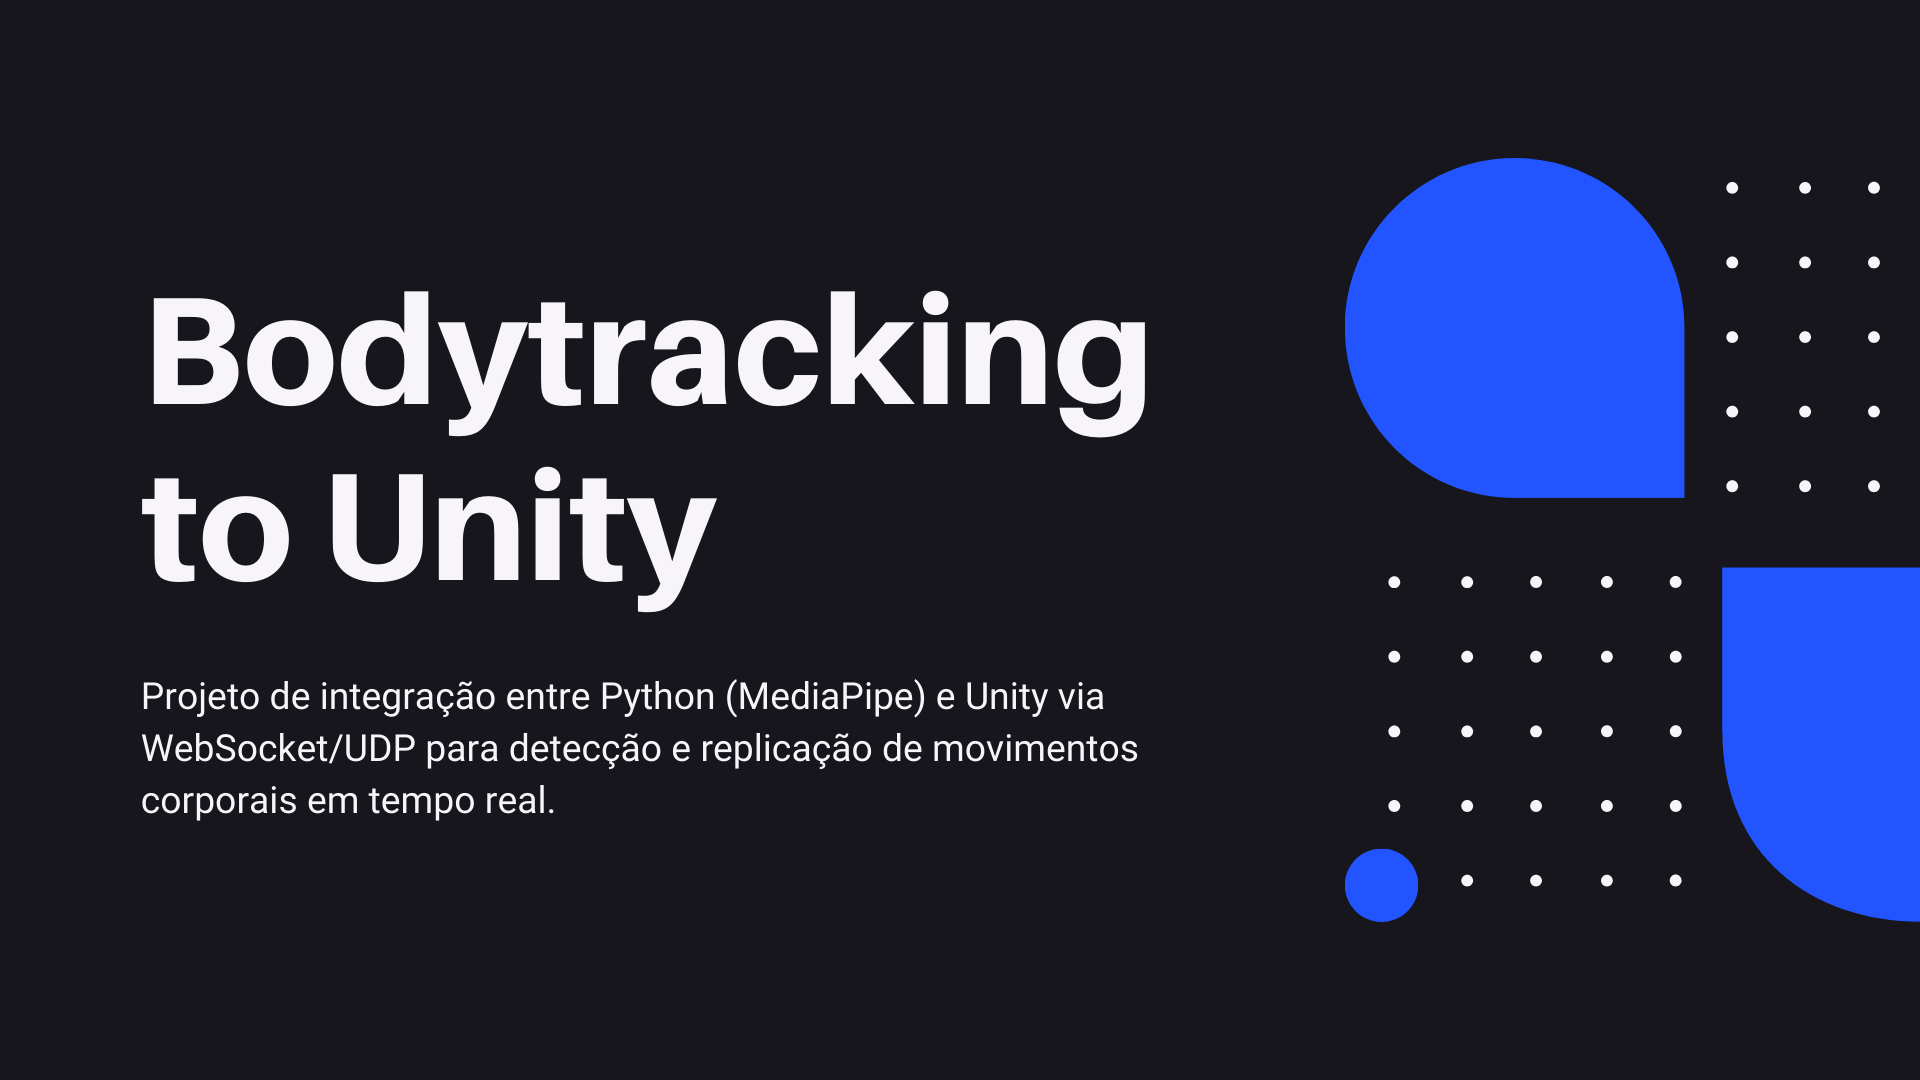 Bodytracking
to Unity
Projeto de integração entre Python (MediaPipe) e Unity via
WebSocket/UDP para detecção e replicação de movimentos
corporais em tempo real.